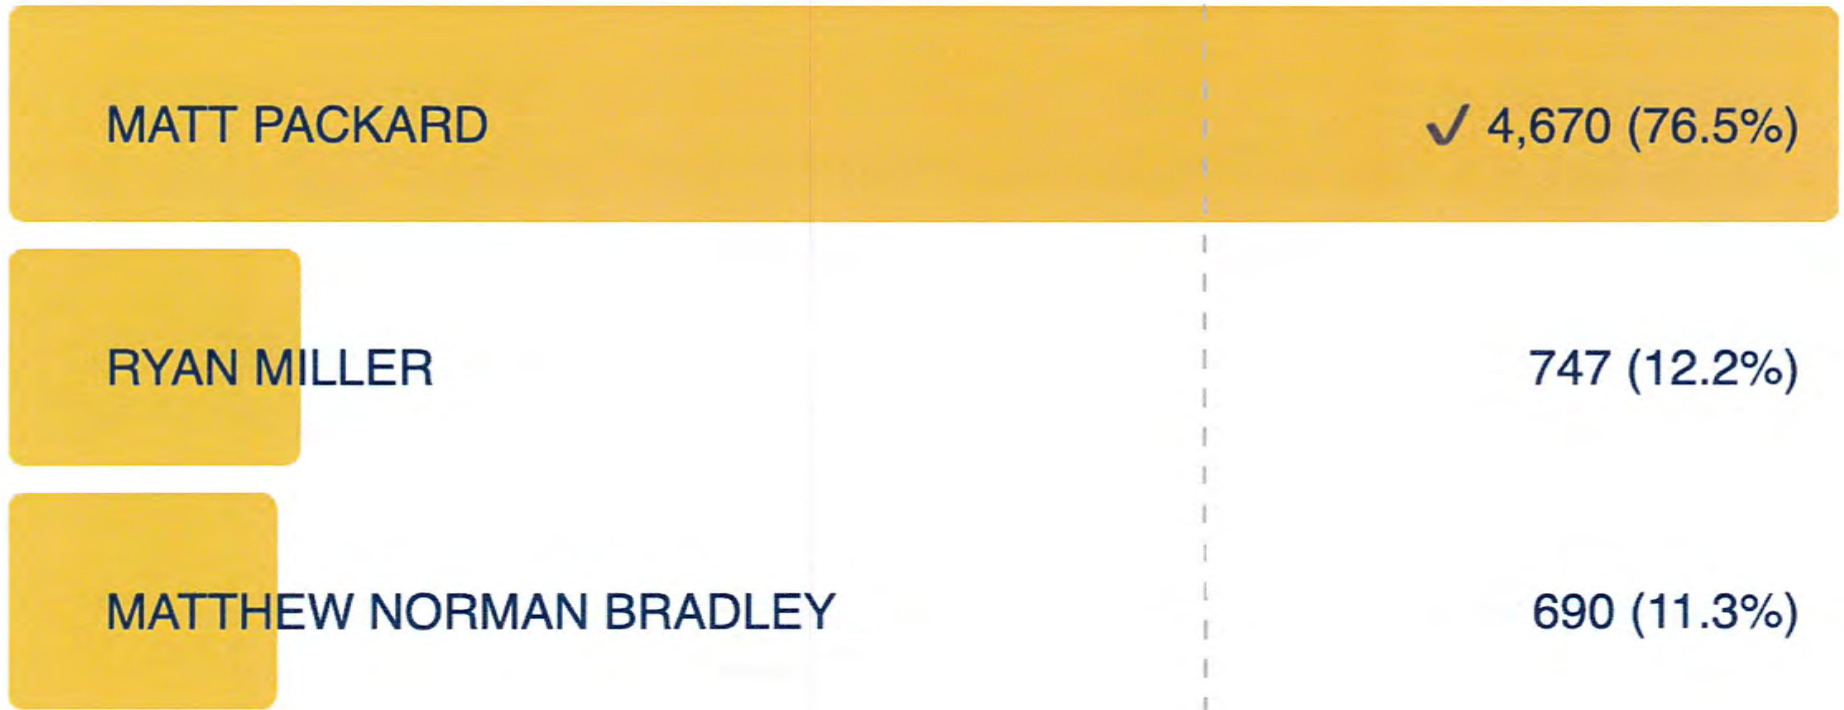 MATT PACKARD ✓ 4,670 (76.5%)
RYAN MILLER 747 (12.2%)
MATTHEW NORMAN BRADLEY 690 (11.3%)